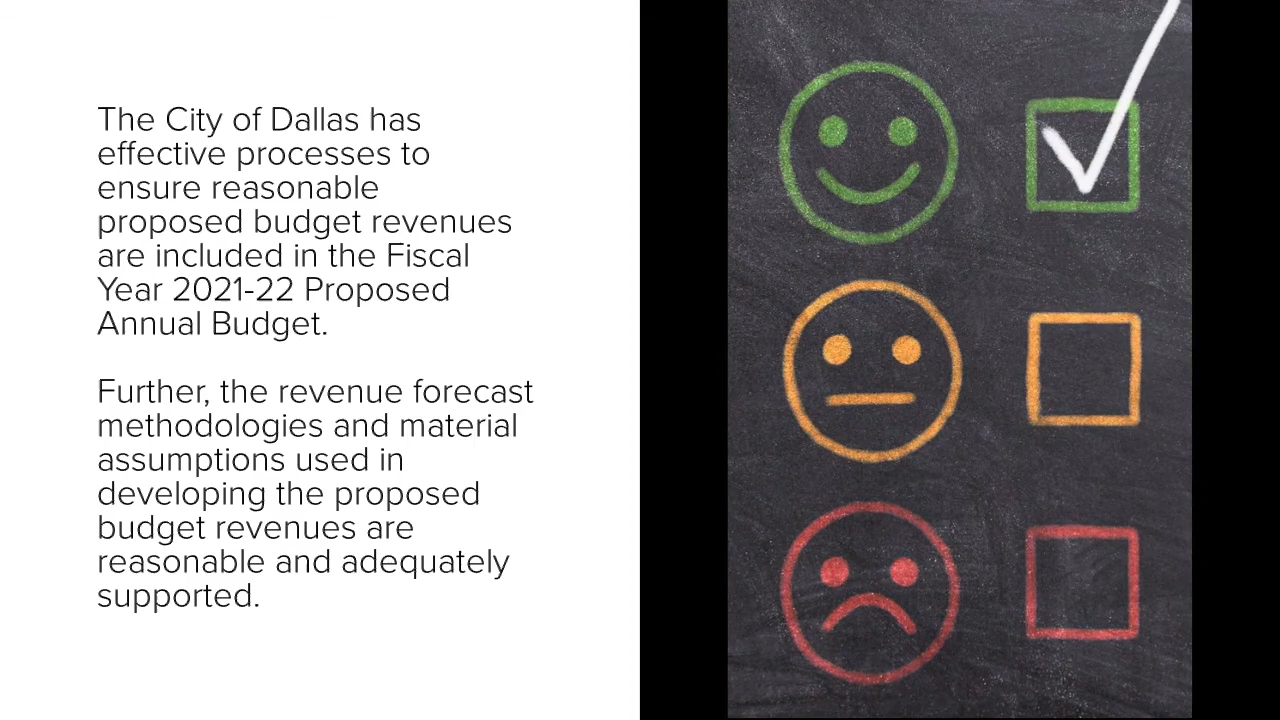 The City of Dallas has
effective processes to
ensure reasonable
proposed budget revenues
are included in the Fiscal
Year 2021-22 Proposed
Annual Budget.
Further, the revenue forecast
methodologies and material
assumptions used in
developing the proposed
budget revenues are
reasonable and adequately
supported.